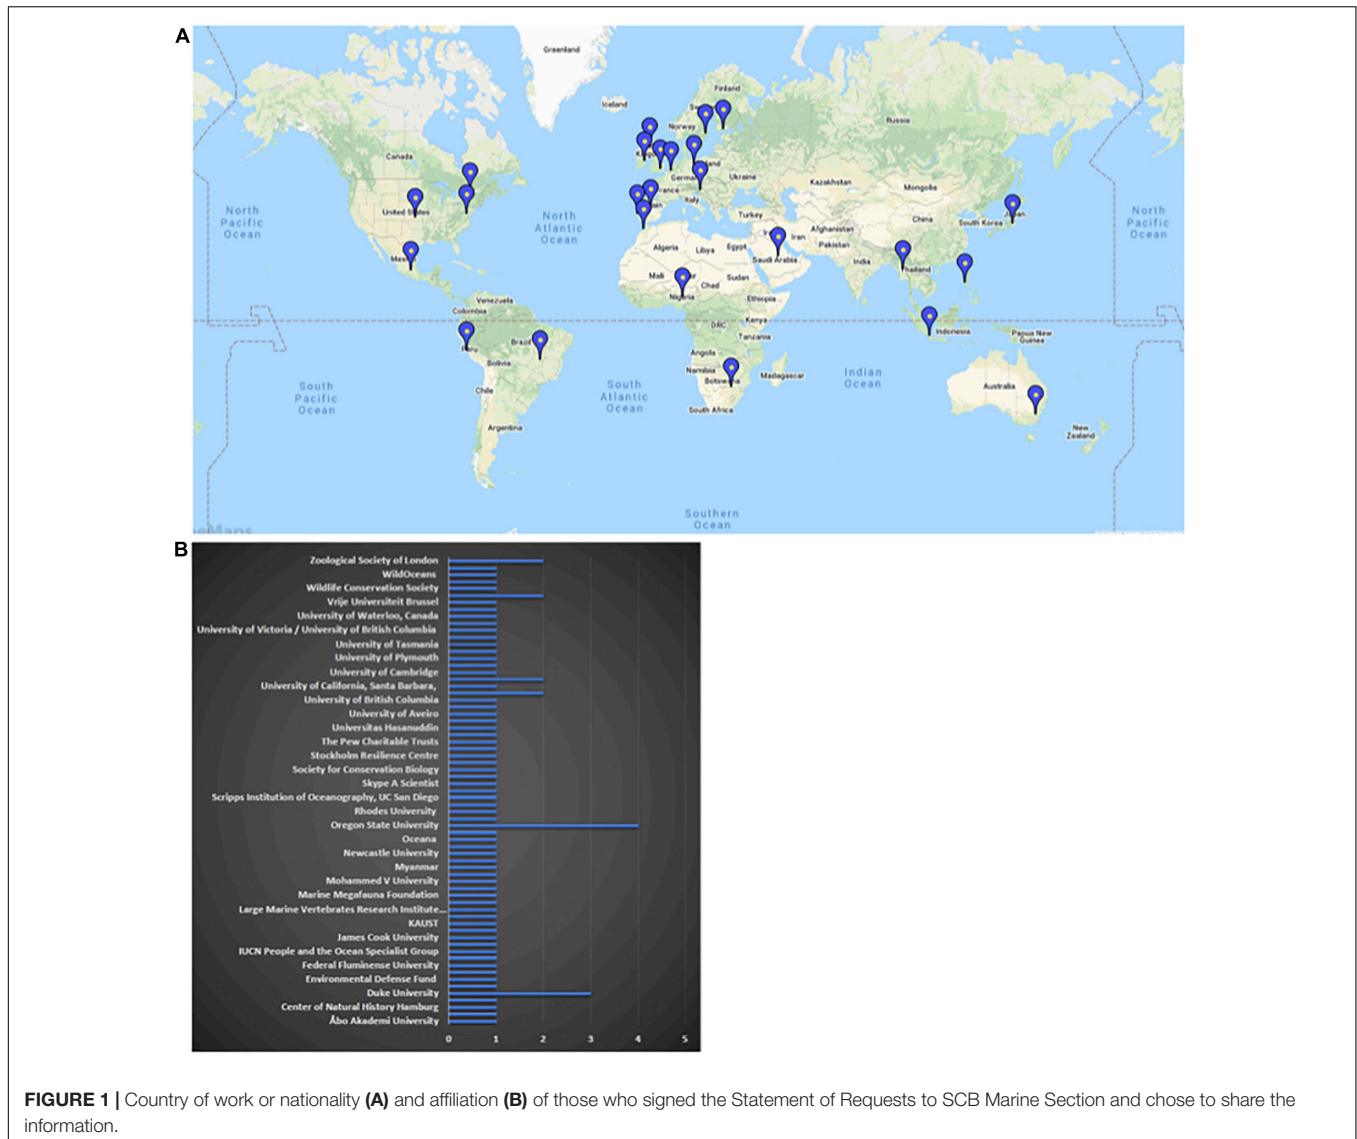 A
Greenland
Finland
Iceland
Norway
Russia
Canada
Ukraine
Kazakhstan
Mongolia
Italy
North
Pacific
Ocean
United States
North
Atlantic
Ocean
Turkey
Afghanistan
China
South Korea
Japan
North
Pacific
Ocean
Algeria
Libya
Egypt
Iran
Pakistan
Saudi Arabia
India
Mali
Sudan
Chad
Thailand
Nigeria
Ethiopia
Venezuela
Colombia
DRC
Kenya
Tanzania
Indonesia
Papua New
Guinea
Brazil
Peru
Bolivia
Angola
Namibia
Botswana
Madagascar
Indian
Ocean
South
Pacific
Ocean
Chile
South
Atlantic
Ocean
Australia
South Africa
Argentina
New
Zealand
Southern
Ocean
B
Zoological Society of London
WildOceans
Wildlife Conservation Society
Vrije Universiteit Brussel
University of Waterloo, Canada
University of Victoria / University of British Columbia
University of Tasmania
University of Plymouth
University of Cambridge
University of California, Santa Barbara,
University of British Columbia
University of Aveiro
Universitas Hasanuddin
The Pew Charitable Trusts
Stockholm Resilience Centre
Society for Conservation Biology
Skype A Scientist
Scripps Institution of Oceanography, UC San Diego
Rhodes University
Oregon State University
Oceana
Newcastle University
Myanmar
Mohammed V University
Marine Megafauna Foundation
Large Marine Vertebrates Research Institute...
KAUST
James Cook University
IUCN People and the Ocean Specialist Group
Federal Fluminense University
Environmental Defense Fund
Duke University
Center of Natural History Hamburg
Åbo Akademi University
0 1 2 3 4 5
FIGURE 1 | Country of work or nationality (A) and affiliation (B) of those who signed the Statement of Requests to SCB Marine Section and chose to share the
information.